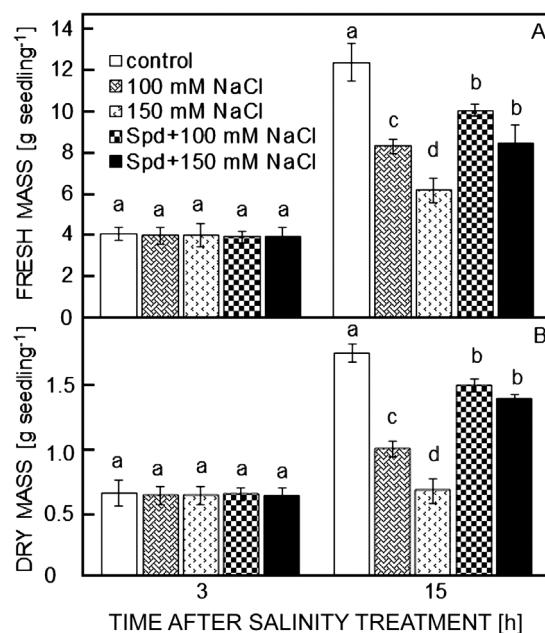 FRESH MASS [g seedling-1]
14
12
10
8
6
4
2
0
A
control
100 mM NaCl
150 mM NaCl
Spd+100 mM NaCl
Spd+150 mM NaCl
a a a a a
a c d b b
DRY MASS [g seedling-1]
1.5
1.0
0.5
0.0
B
a a a a a
a c d b b
3 15
TIME AFTER SALINITY TREATMENT [h]